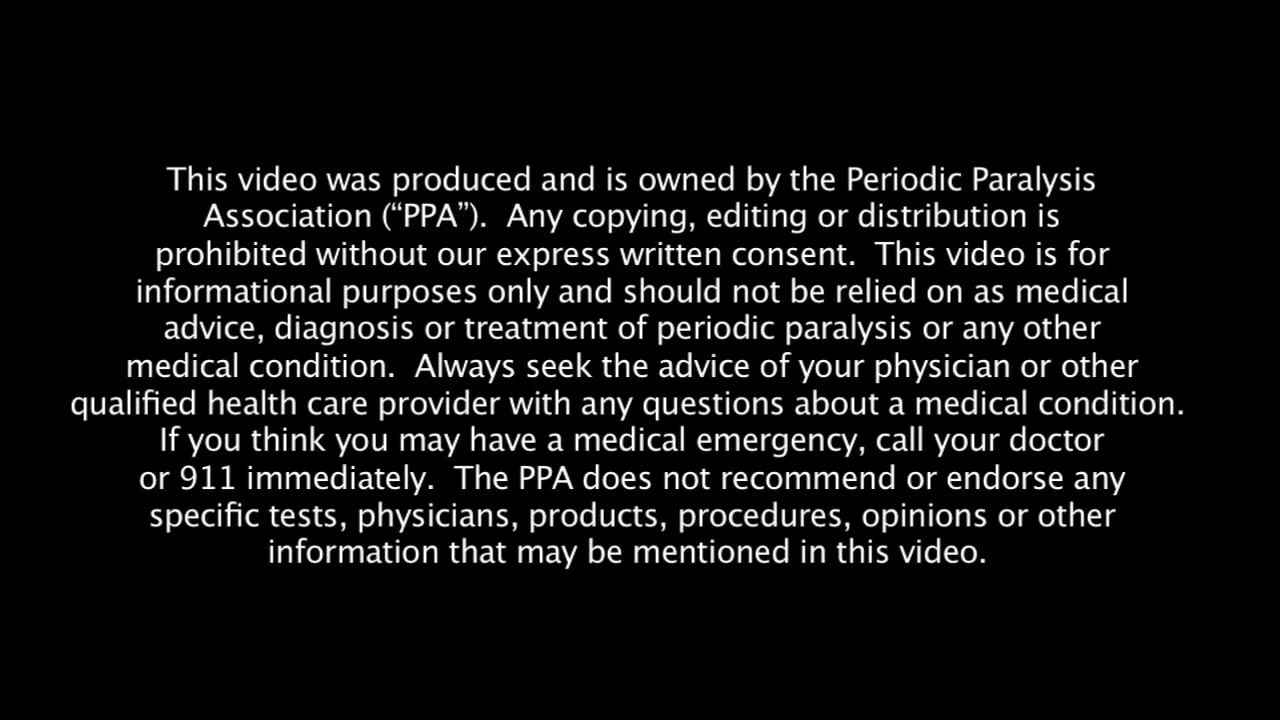 This video was produced and is owned by the Periodic Paralysis
Association (“PPA”).  Any copying, editing or distribution is
prohibited without our express written consent.  This video is for
informational purposes only and should not be relied on as medical
advice, diagnosis or treatment of periodic paralysis or any other
medical condition.  Always seek the advice of your physician or other
qualified health care provider with any questions about a medical condition.
If you think you may have a medical emergency, call your doctor
or 911 immediately.  The PPA does not recommend or endorse any
specific tests, physicians, products, procedures, opinions or other
information that may be mentioned in this video.